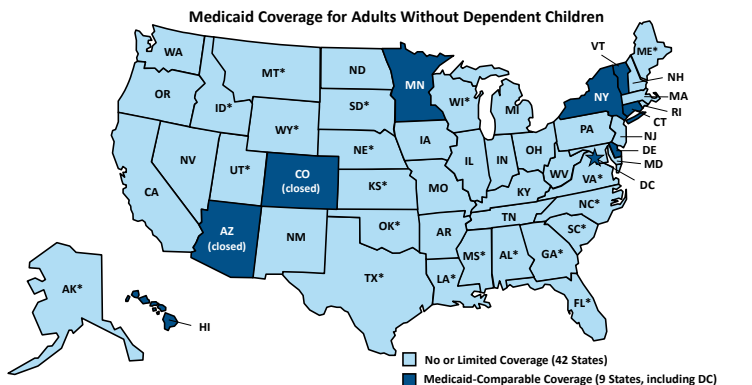 Medicaid Coverage for Adults Without Dependent Children
WA
OR
CA
NV
ID*
MT*
WY*
UT*
CO
(closed)
AZ
(closed)
NM
ND
SD*
NE*
KS*
OK*
TX*
MN
IA
MO
AR
LA*
WI*
IL
MI
IN
OH
KY
TN
MS*
AL*
GA*
FL*
SC*
NC*
VA*
WV
PA
NY
VT
ME*
NH
MA
RI
CT
NJ
DE
MD
DC
AK*
HI
No or Limited Coverage (42 States)
Medicaid-Comparable Coverage (9 States, including DC)